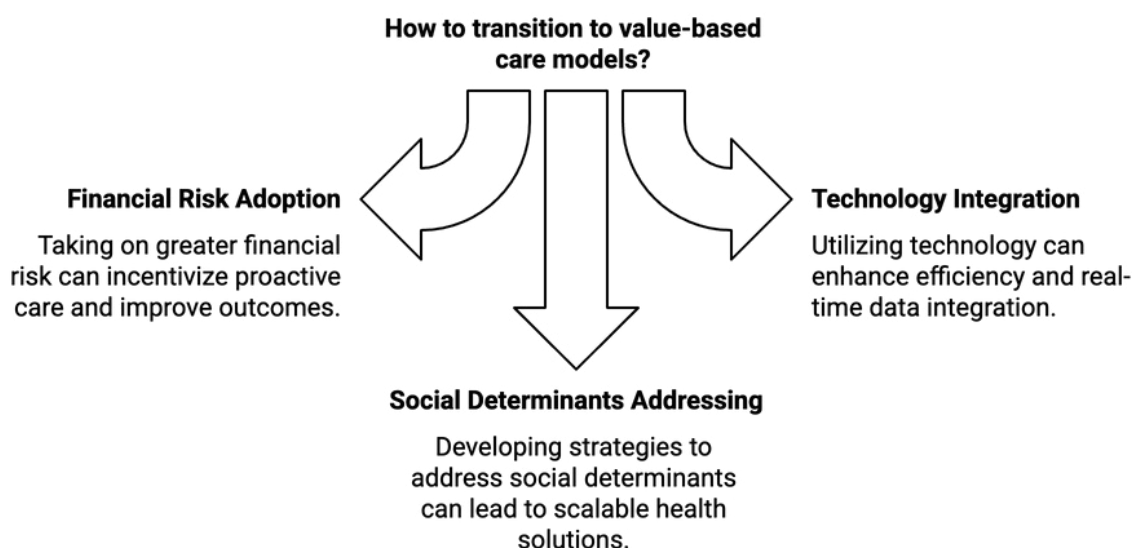 How to transition to value-based
care models?
Financial Risk Adoption
Taking on greater financial
risk can incentivize proactive
care and improve outcomes.
Technology Integration
Utilizing technology can
enhance efficiency and real-
time data integration.
Social Determinants Addressing
Developing strategies to
address social determinants
can lead to scalable health
solutions.